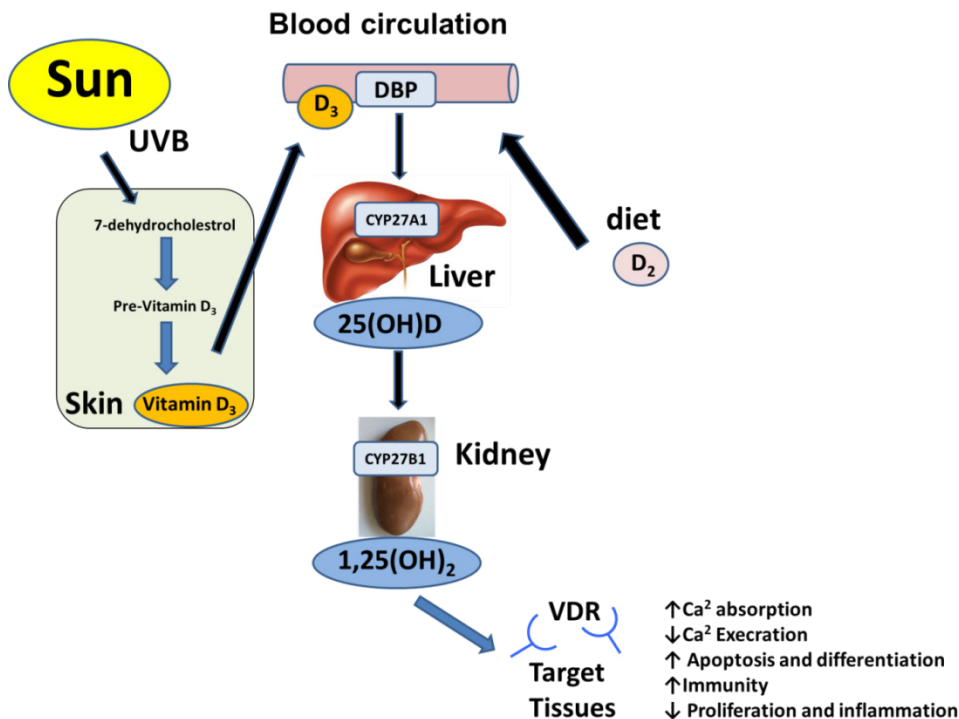 Blood circulation
Sun
UVB
D₃
DBP
7-dehydrocholestrol
Pre-Vitamin D₃
Skin
Vitamin D₃
CYP27A1
Liver
25(OH)D
diet
D₂
CYP27B1
Kidney
1,25(OH)₂
VDR
Target
Tissues
↑Ca² absorption
↓Ca² Execration
↑ Apoptosis and differentiation
↑Immunity
↓ Proliferation and inflammation